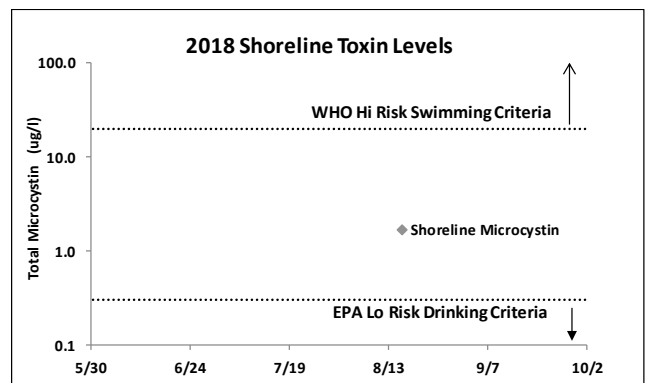 2018 Shoreline Toxin Levels
Total Microcystin (ug/l)
100.0
10.0
1.0
0.1
WHO Hi Risk Swimming Criteria
Shoreline Microcystin
EPA Lo Risk Drinking Criteria
5/30 6/24 7/19 8/13 9/7 10/2